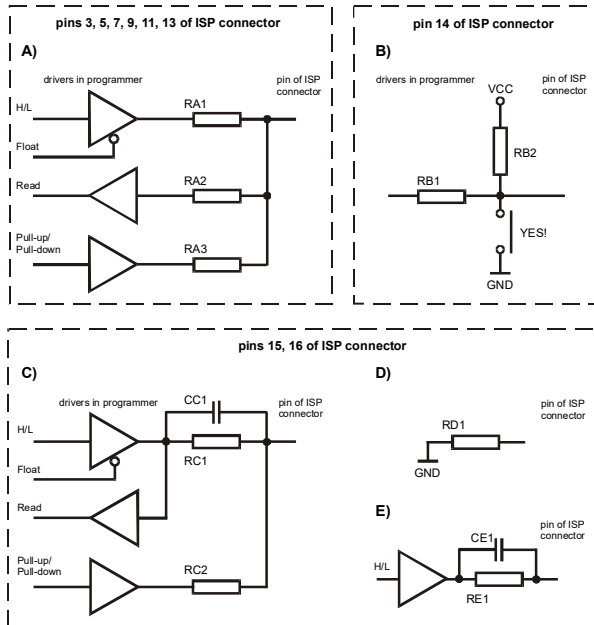 pins 3, 5, 7, 9, 11, 13 of ISP connector
A)
drivers in programmer
pin of ISP
connector
H/L
RA1
Float
Read
RA2
Pull-up/
Pull-down
RA3
pin 14 of ISP connector
B)
drivers in programmer
pin of ISP
connector
VCC
RB2
RB1
YES!
GND
pins 15, 16 of ISP connector
C)
drivers in programmer
CC1
pin of ISP
connector
H/L
RC1
Float
Read
Pull-up/
Pull-down
RC2
D)
pin of ISP
connector
RD1
GND
E)
pin of ISP
connector
CE1
H/L
RE1